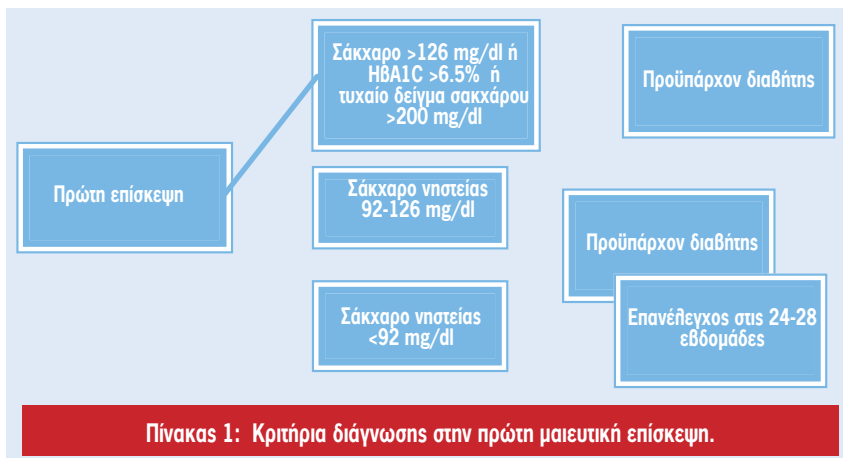 Σάκχαρο >126 mg/dl ή
HβA1C >6.5% ή
τυχαίο δείγμα σακχάρου
>200 mg/dl
Προϋπάρχον διαβήτης
Πρώτη επίσκεψη
Σάκχαρο νηστείας
92-126 mg/dl
Προϋπάρχον διαβήτης
Σάκχαρο νηστείας
<92 mg/dl
Επανέλεγχος στις 24-28
εβδομάδες
Πίνακας 1: Κριτήρια διάγνωσης στην πρώτη μαιευτική επίσκεψη.